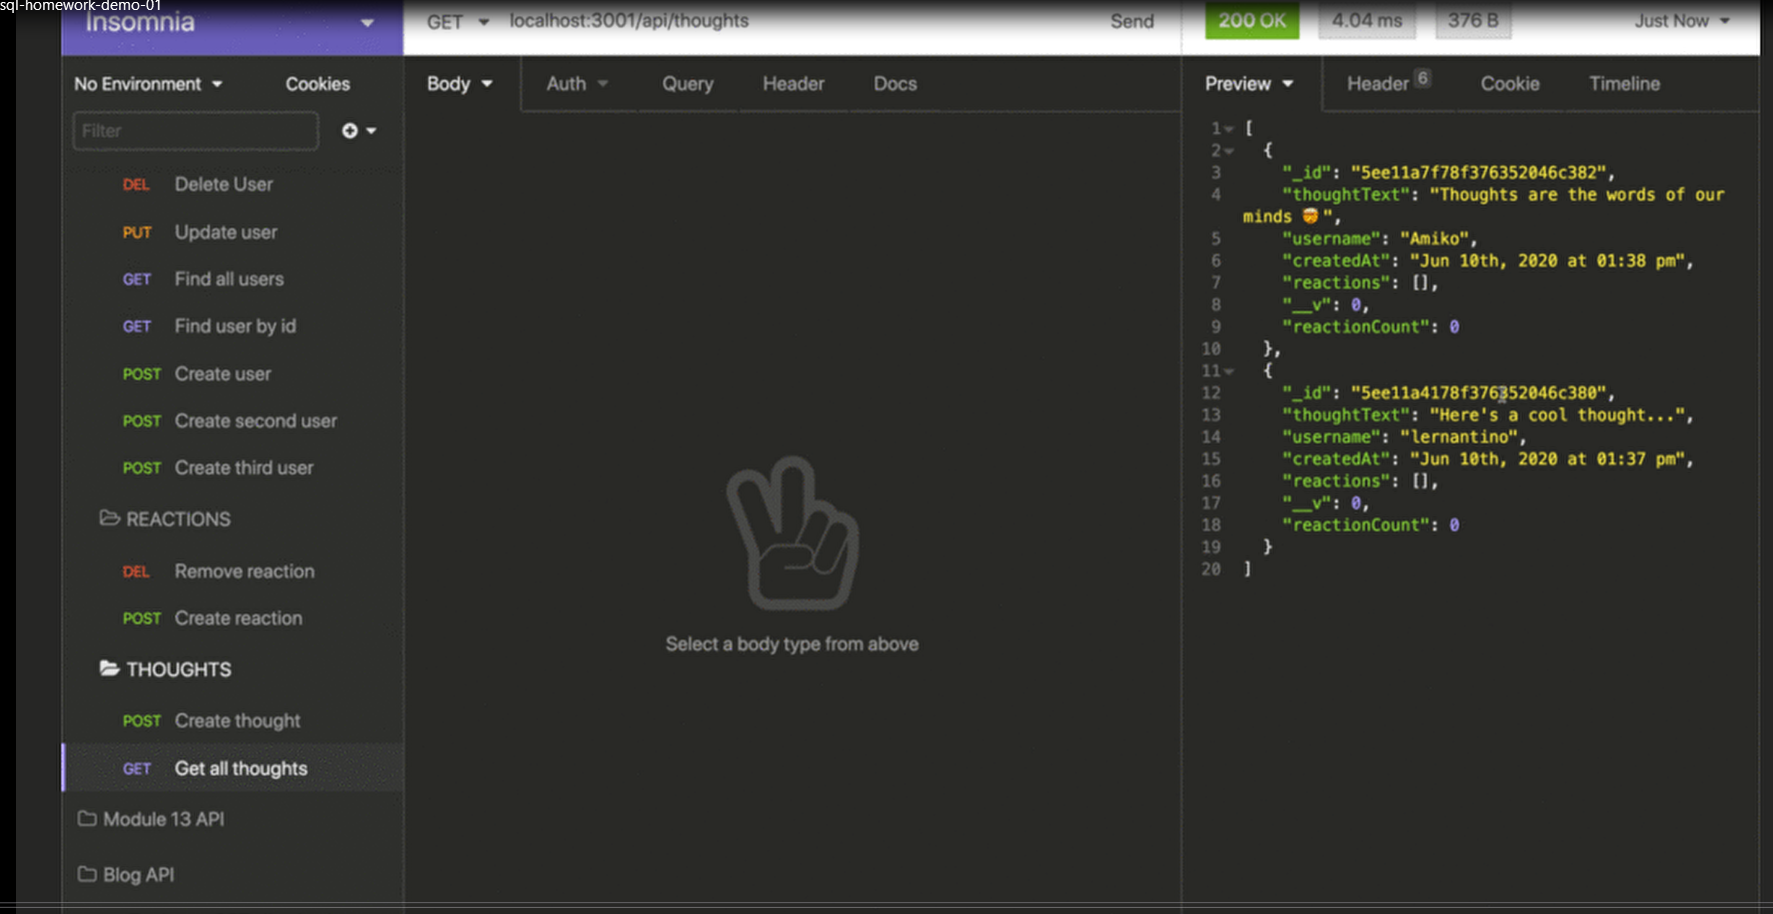 sql-homework-demo-01
Insomnia
GET localhost:3001/api/thoughts Send
200 OK 4.04 ms 376 B Just Now
No Environment Cookies
Body Auth Query Header Docs
Preview Header 6 Cookie Timeline
Filter
DEL Delete User
PUT Update user
GET Find all users
GET Find user by id
POST Create user
POST Create second user
POST Create third user
REACTIONS
DEL Remove reaction
POST Create reaction
THOUGHTS
POST Create thought
GET Get all thoughts
Module 13 API
Blog API
Select a body type from above
1 [
2 {
3 "_id": "5ee11a7f78f376352046c382",
4 "thoughtText": "Thoughts are the words of our
minds 🤯",
5 "username": "Amiko",
6 "createdAt": "Jun 10th, 2020 at 01:38 pm",
7 "reactions": [],
8 "__v": 0,
9 "reactionCount": 0
10 },
11 {
12 "_id": "5ee11a4178f376352046c380",
13 "thoughtText": "Here's a cool thought...",
14 "username": "lernantino",
15 "createdAt": "Jun 10th, 2020 at 01:37 pm",
16 "reactions": [],
17 "__v": 0,
18 "reactionCount": 0
19 }
20 ]